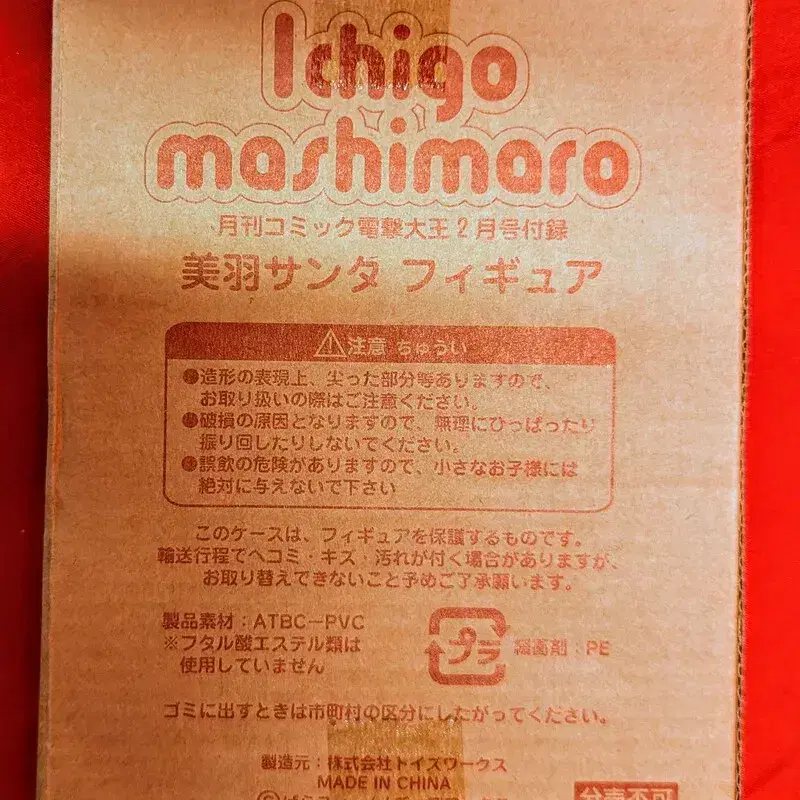 Ichigo
mashimaro
月刊コミック電撃大王2月号付録
美羽サンタ フィギュア
⚠注意 ちゅうい
●造形の表現上、尖った部分等ありますので、
お取り扱いの際はご注意ください。
●破損の原因となりますので、無理にひっぱったり
振り回したりしないでください。
●誤飲の危険がありますので、小さなお子様には
絶対に与えないで下さい
このケースは、フィギュアを保護するものです。
輸送行程でヘコミ・キズ・汚れが付く場合がありますが、
お取り替えできないこと予めご了承願います。
製品素材：ATBC-PVC
※フタル酸エステル類は
使用していません
プラ
：PE
ゴミに出すときは市町村の区分にしたがってください。
製造元：株式会社トイズワークス
MADE IN CHINA
分売不可